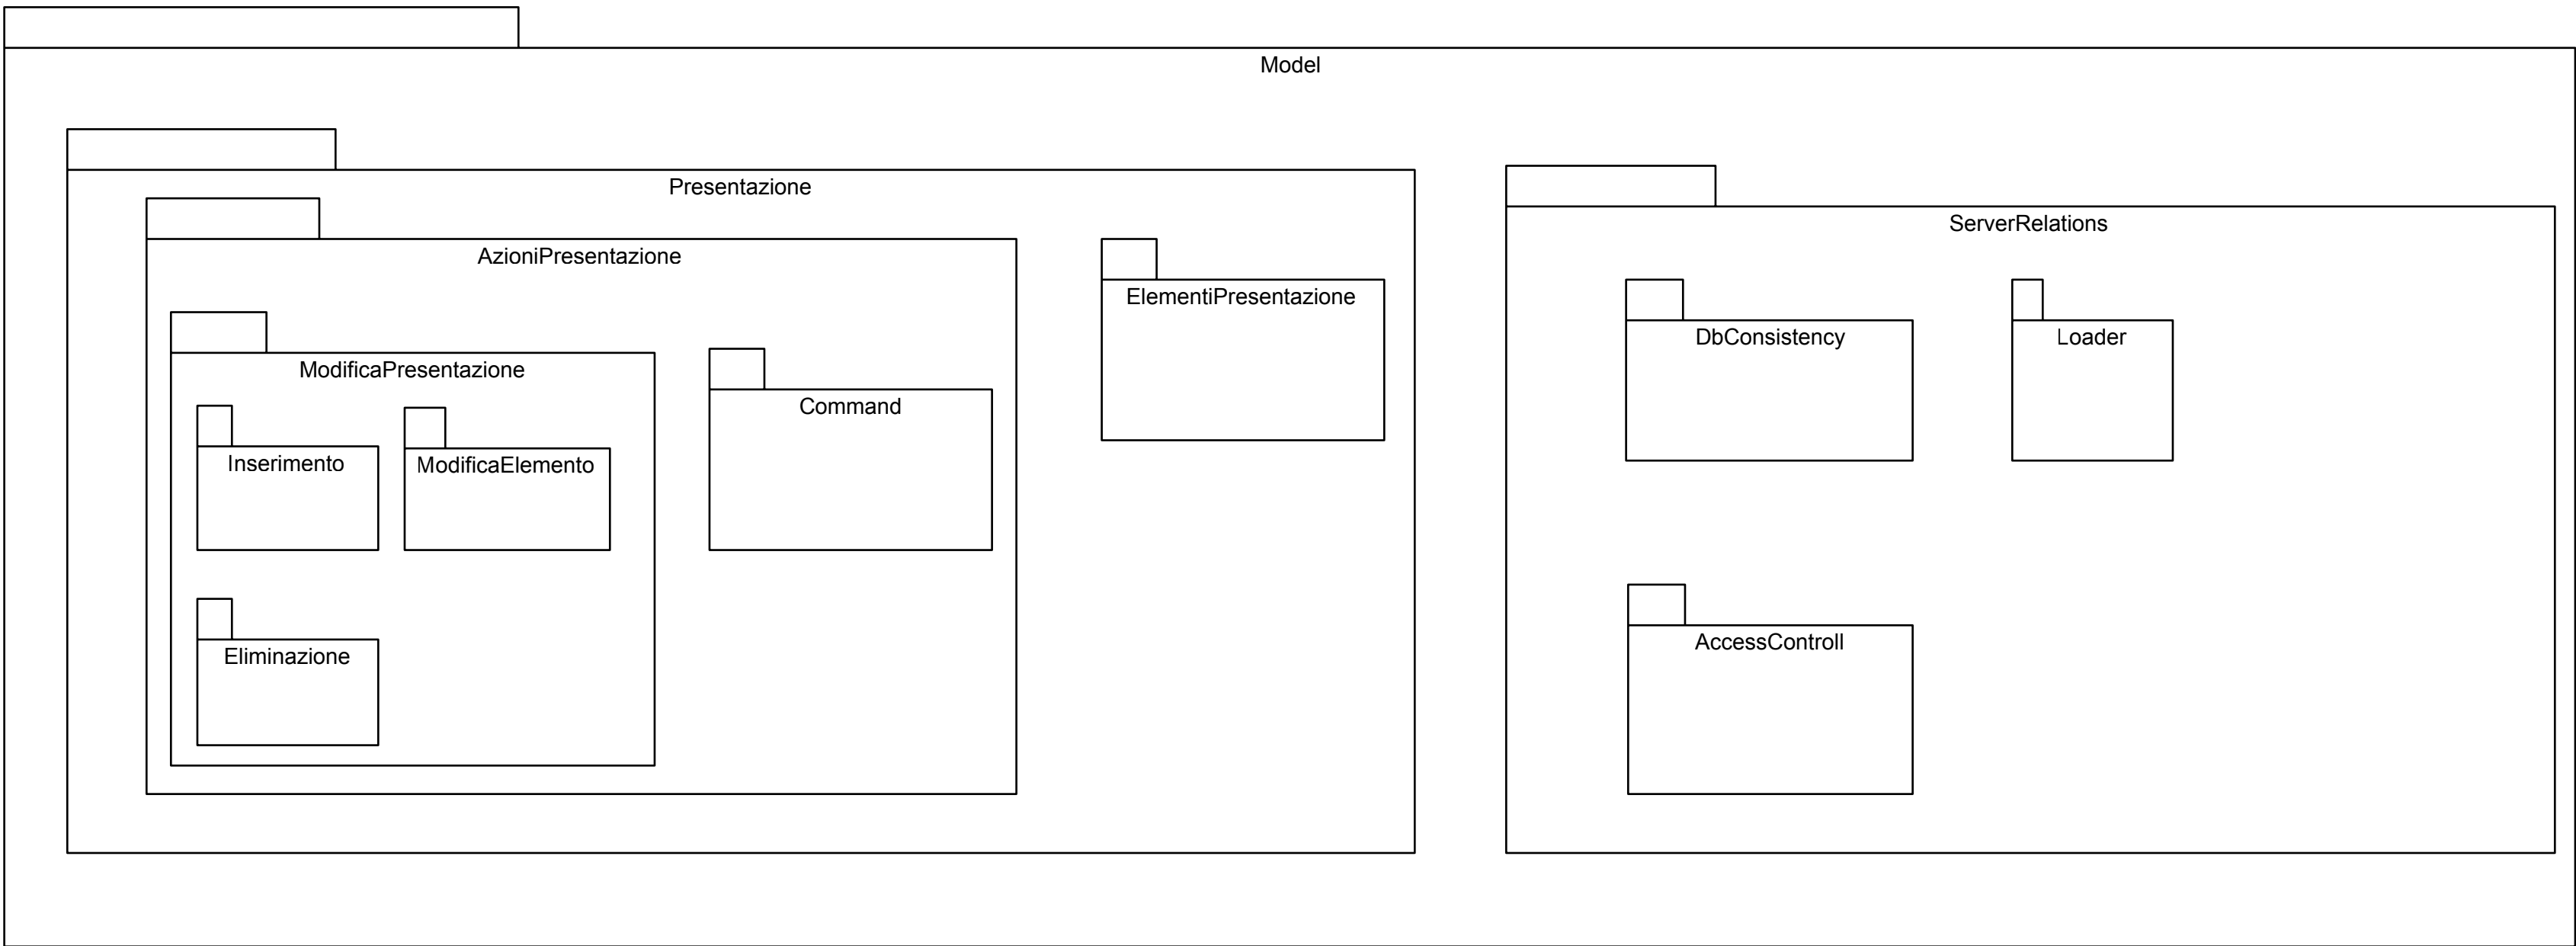 Model
Presentazione
ServerRelations
AzioniPresentazione
ElementiPresentazione
DbConsistency
Loader
ModificaPresentazione
Command
Inserimento
ModificaElemento
Eliminazione
AccessControll